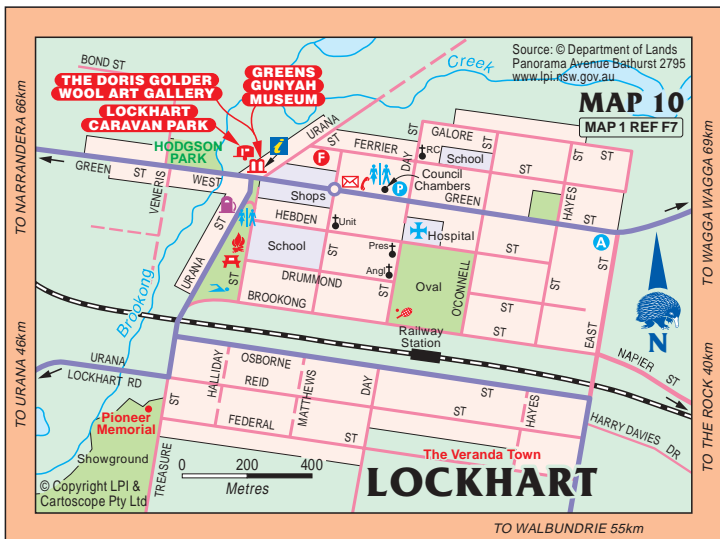 BOND ST
THE DORIS GOLDER
WOOL ART GALLERY
GREENS
GUNYAH
MUSEUM
LOCKHART
CARAVAN PARK
HODGSON
PARK
Creek
Source: © Department of Lands
Panorama Avenue Bathurst 2795
www.lpi.nsw.gov.au
MAP 10
MAP 1 REF F7
TO NARRANDERA 66km
TO WAGGA WAGGA 69km
URANA
ST
FERRIER
ST
GALORE
ST
ST
RC
School
DAY
Council
Chambers
i
F
P
GREEN
ST
WEST
VENERIS
ST
Shops
GREEN
ST
HAYES
ST
A
HEBDEN
Unit
Hospital
ST
School
ST
Pres
Angl
ST
URANA
ST
ST
DRUMMOND
BROOKONG
ST
Oval
O'CONNELL
ST
ST
Brookong
Railway
Station
EAST
N
NAPIER
ST
TO URANA 46km
TO THE ROCK 40km
URANA
LOCKHART RD
OSBORNE
REID
HALLIDAY
MATTHEWS
DAY
ST
ST
HAYES
HARRY DAVIES
DR
Pioneer
Memorial
ST
FEDERAL
ST
ST
Showground
TREASURE
The Veranda Town
LOCKHART
0 200 400
Metres
© Copyright LPI &
Cartoscope Pty Ltd
TO WALBUNDRIE 55km